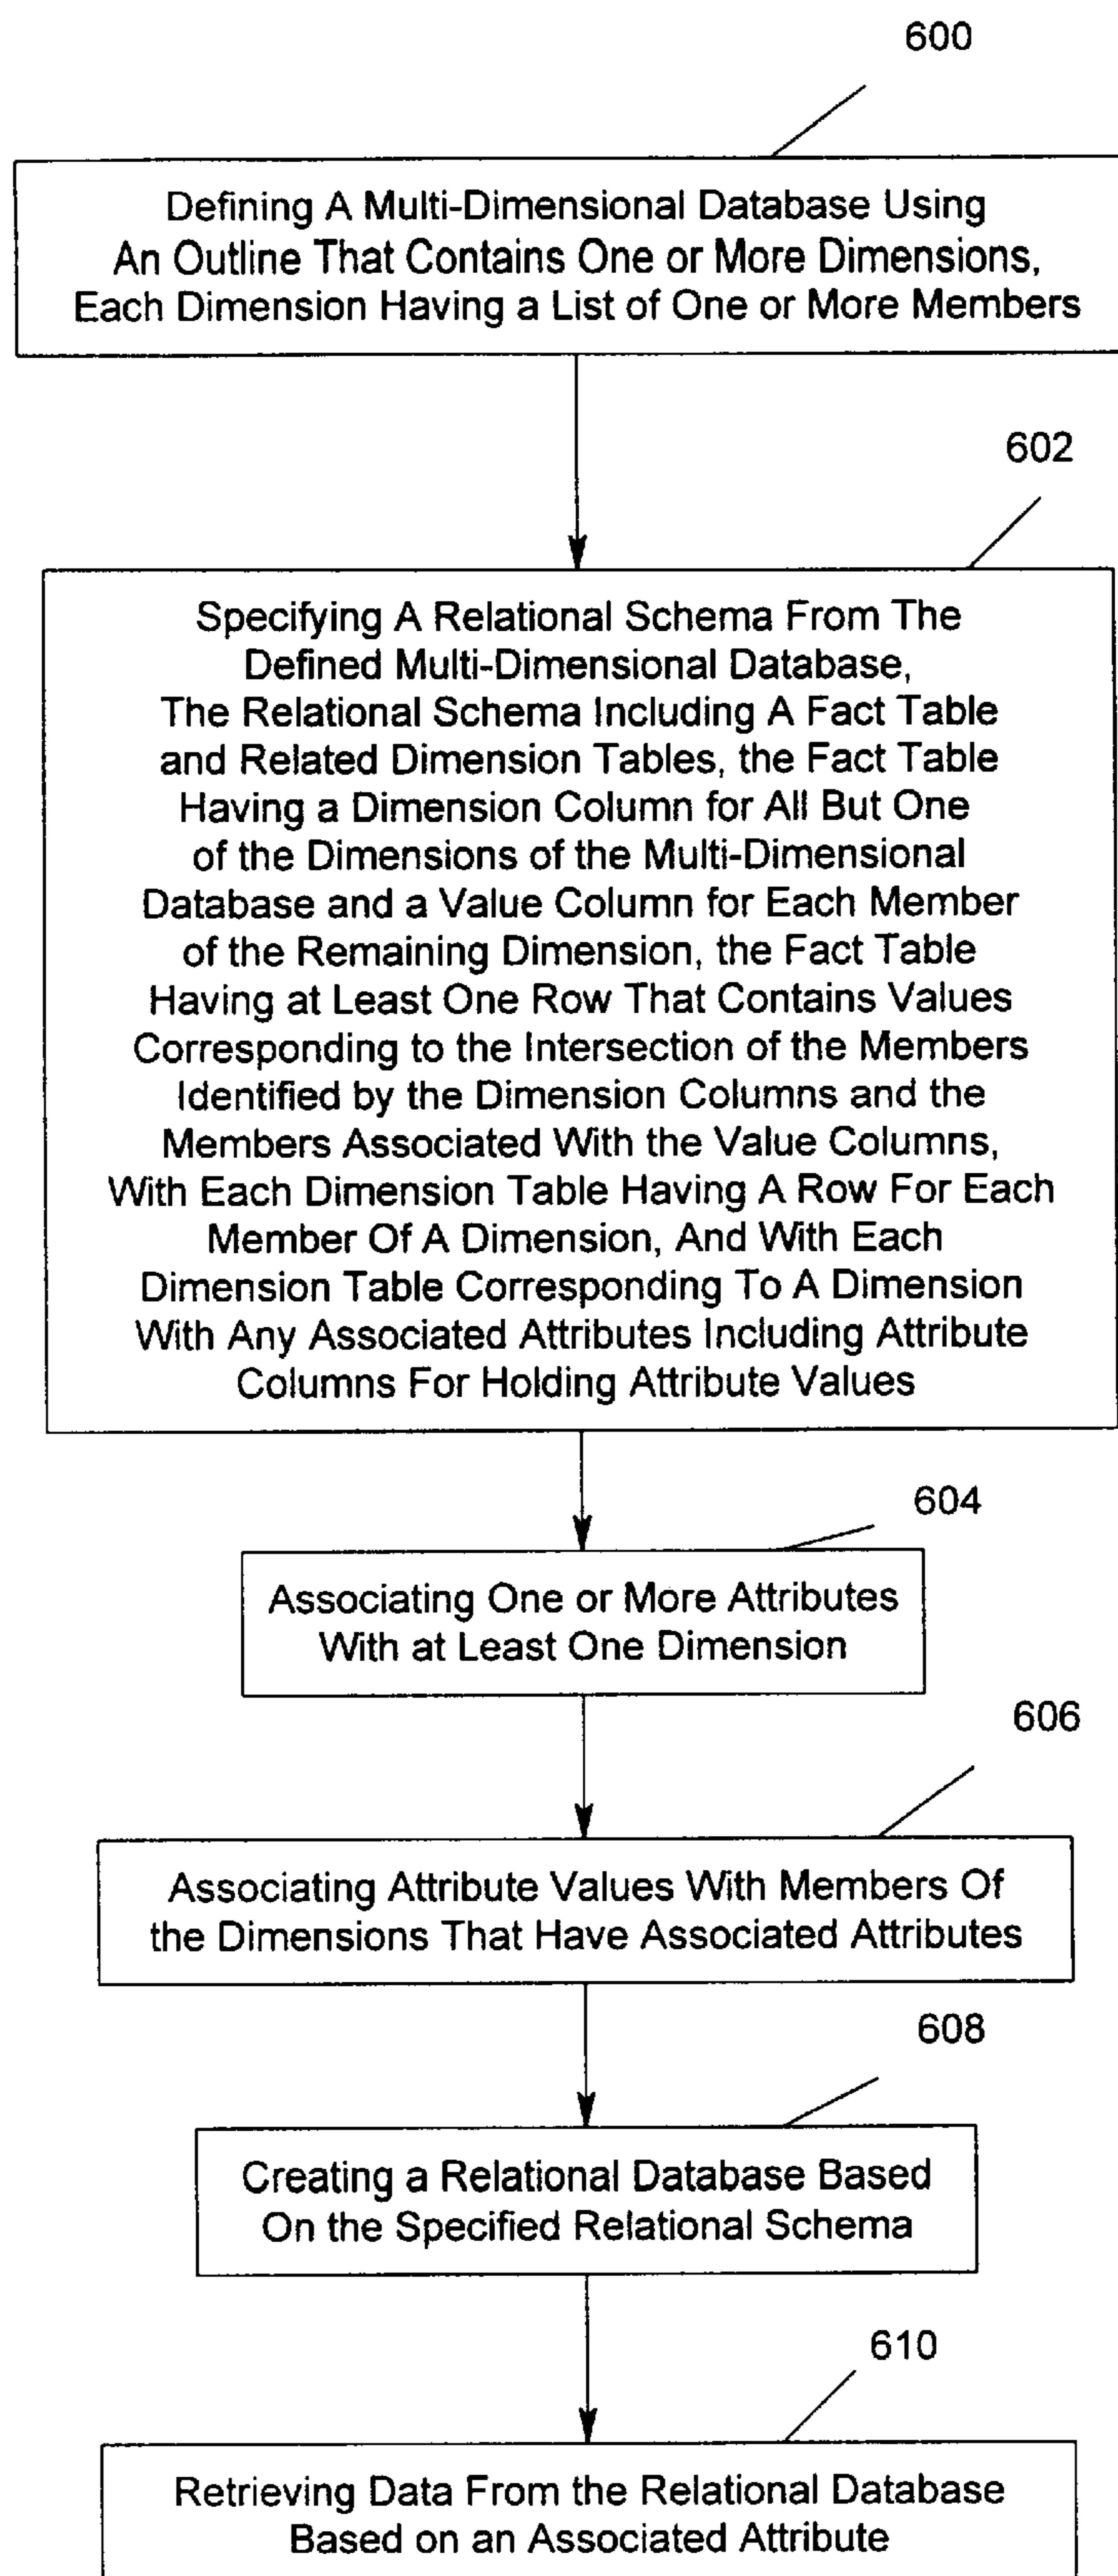 600
Defining A Multi-Dimensional Database Using
An Outline That Contains One or More Dimensions,
Each Dimension Having a List of One or More Members
602
Specifying A Relational Schema From The
Defined Multi-Dimensional Database,
The Relational Schema Including A Fact Table
and Related Dimension Tables, the Fact Table
Having a Dimension Column for All But One
of the Dimensions of the Multi-Dimensional
Database and a Value Column for Each Member
of the Remaining Dimension, the Fact Table
Having at Least One Row That Contains Values
Corresponding to the Intersection of the Members
Identified by the Dimension Columns and the
Members Associated With the Value Columns,
With Each Dimension Table Having A Row For Each
Member Of A Dimension, And With Each
Dimension Table Corresponding To A Dimension
With Any Associated Attributes Including Attribute
Columns For Holding Attribute Values
604
Associating One or More Attributes
With at Least One Dimension
606
Associating Attribute Values With Members Of
the Dimensions That Have Associated Attributes
608
Creating a Relational Database Based
On the Specified Relational Schema
610
Retrieving Data From the Relational Database
Based on an Associated Attribute